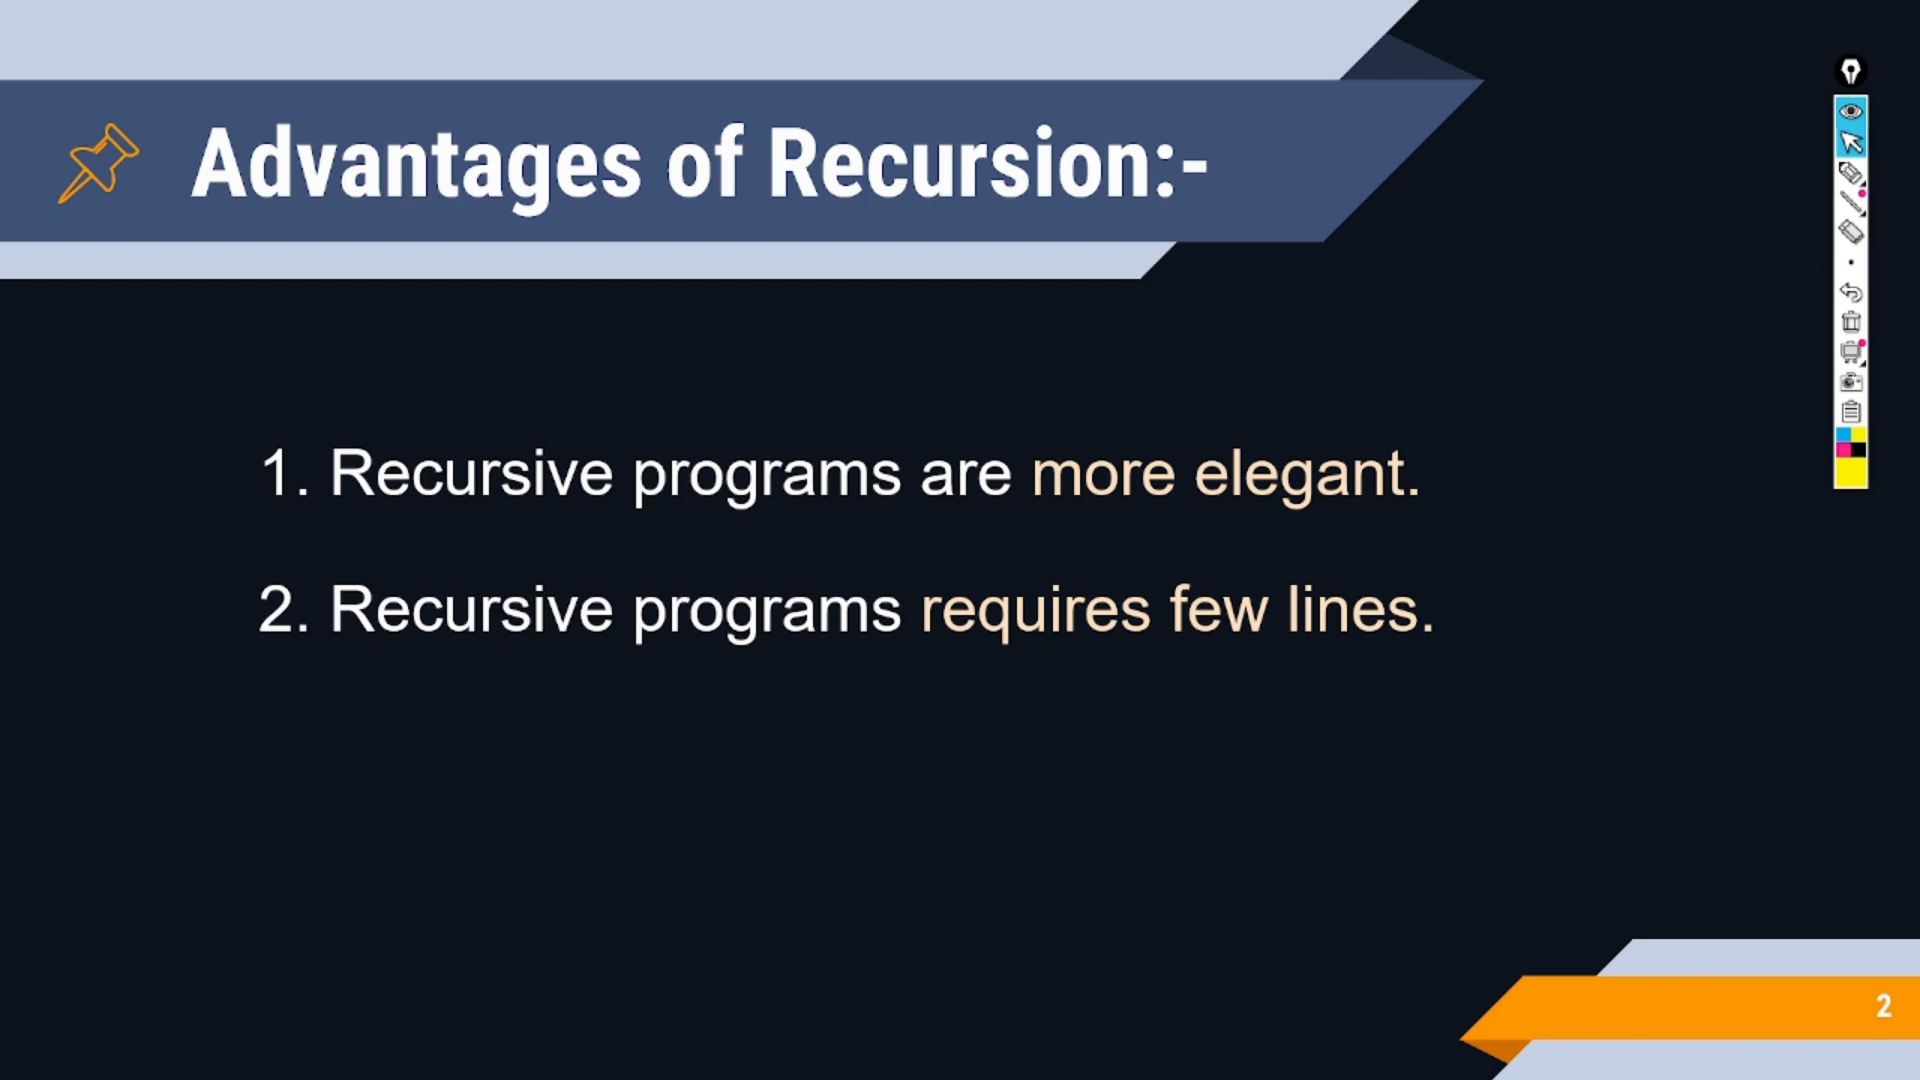 Advantages of Recursion:-
1. Recursive programs are more elegant.
2. Recursive programs requires few lines.
2